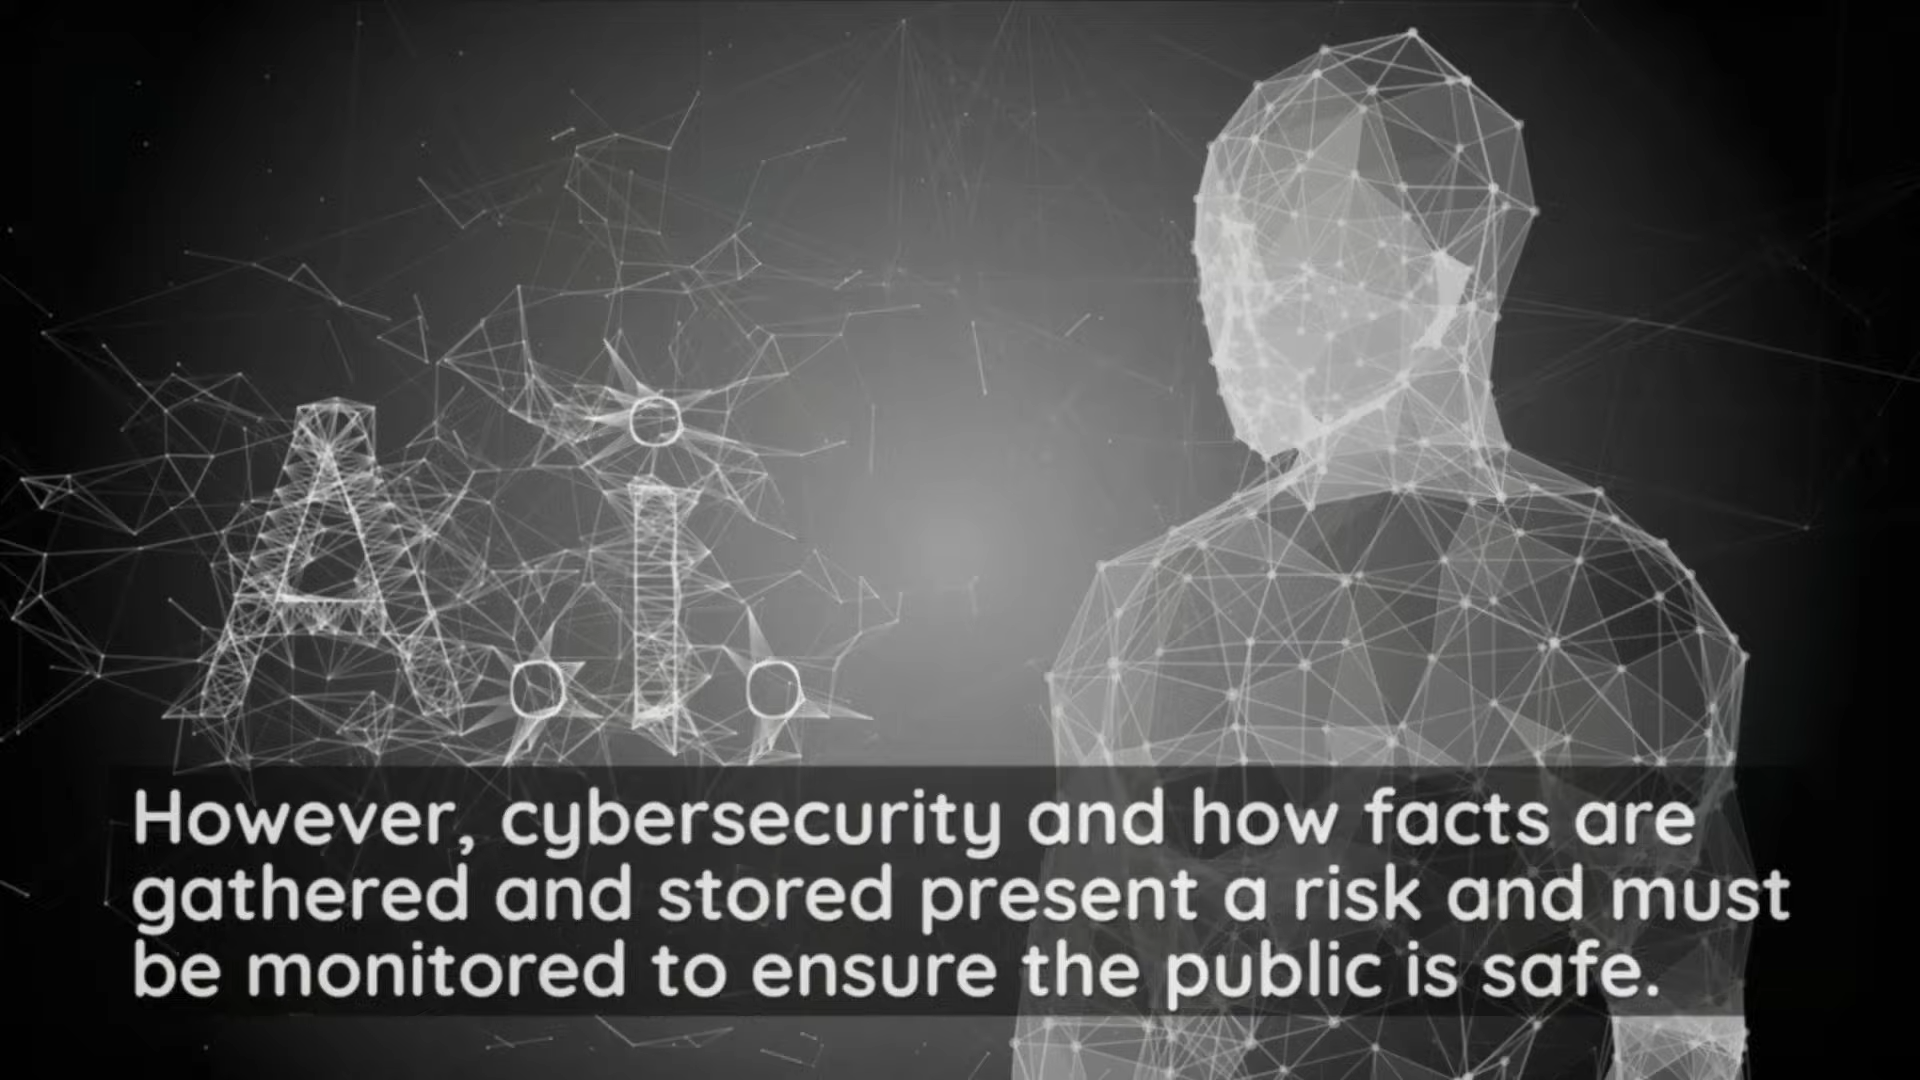 A.i.
However, cybersecurity and how facts are
gathered and stored present a risk and must
be monitored to ensure the public is safe.